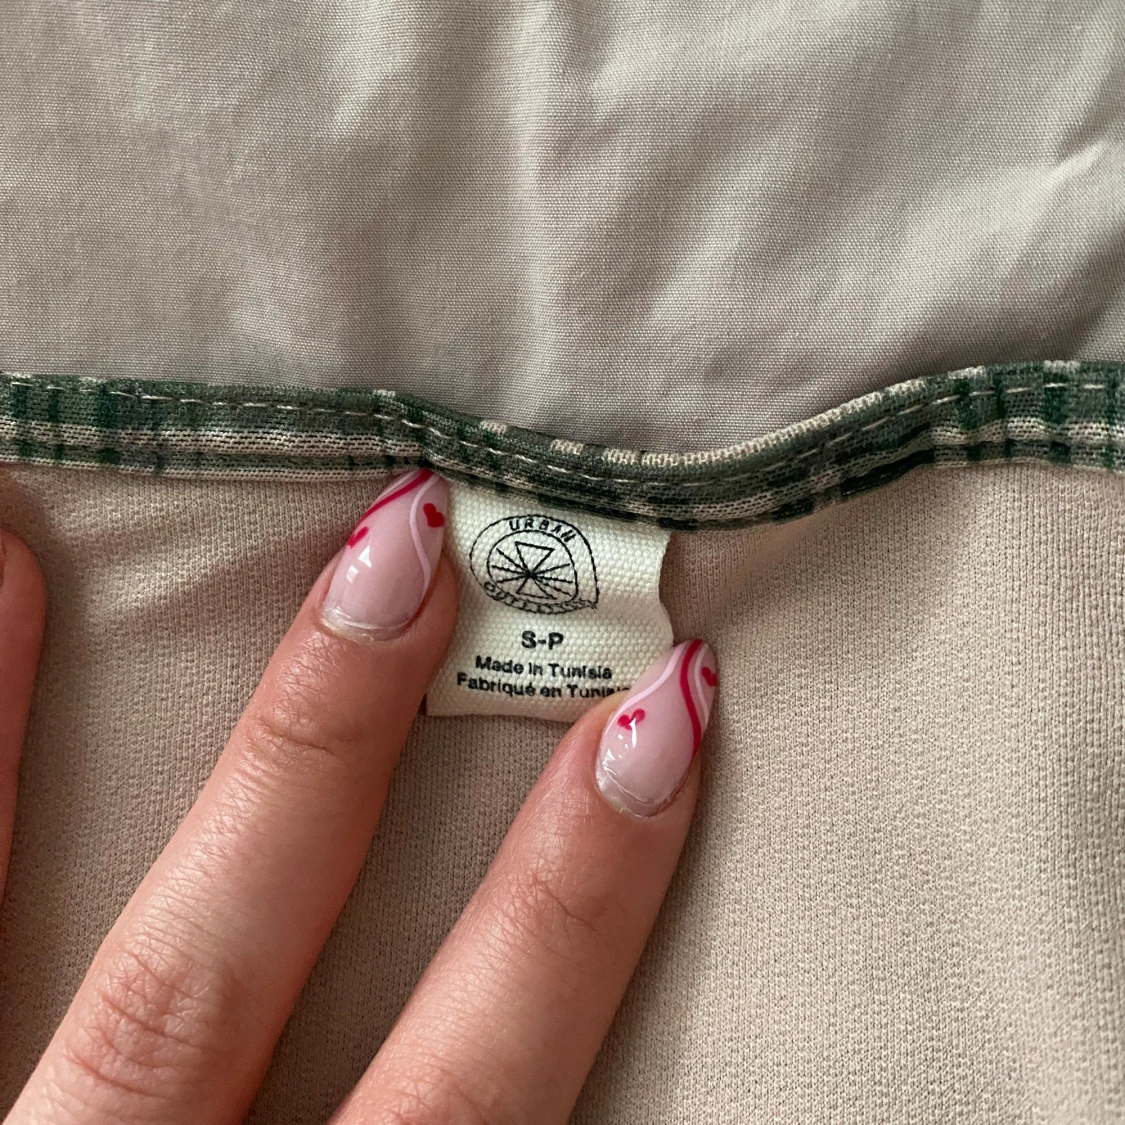 URBAN
OUTFITTERS
S-P
Made in Tunisia
Fabriqué en Tunisie